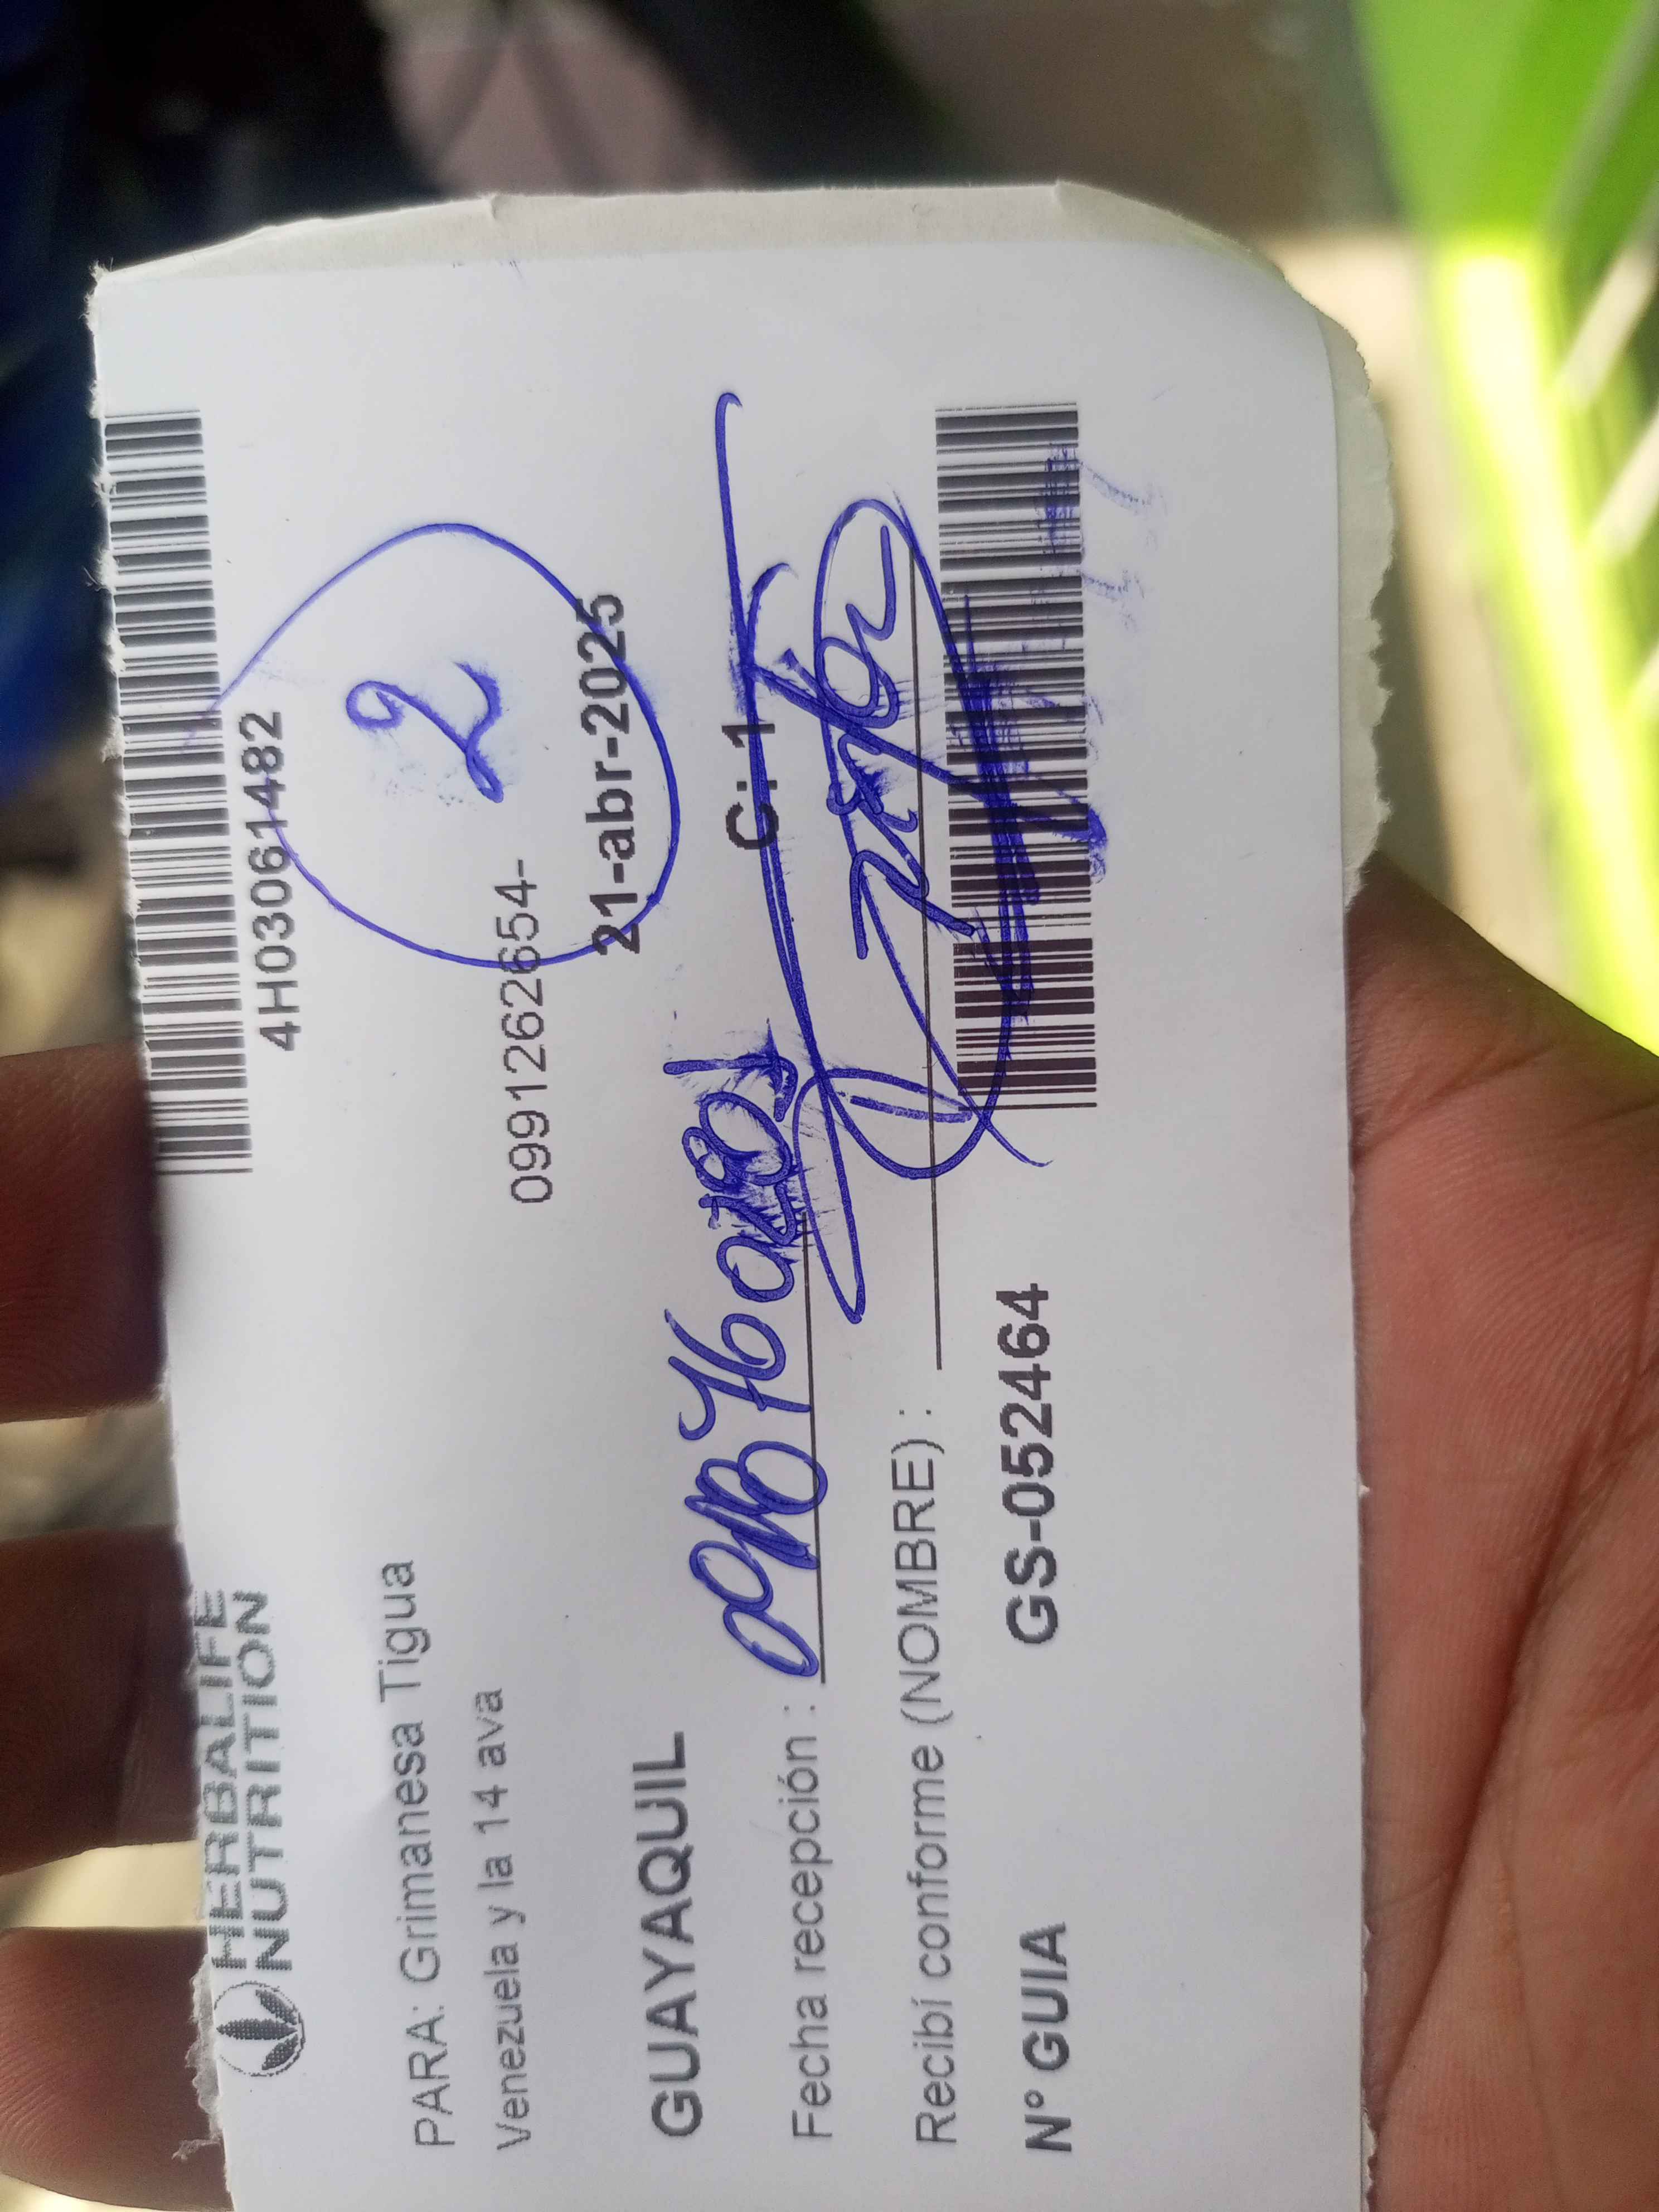 HERBALIFE
NUTRITION
4H03061482
PARA: Grimanesa Tigua
2
Venezuela y la 14 ava
0991262654-
21-abr-2025
GUAYAQUIL
C: 1
Fecha recepción :
Recibí conforme (NOMBRE) :
N° GUIA
GS-052464